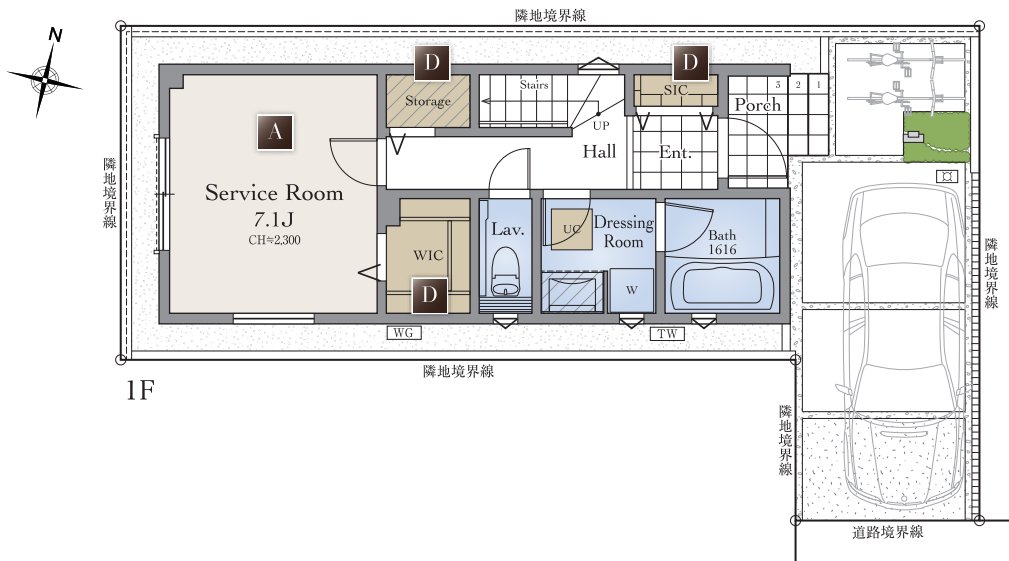 隣地境界線
N
D
D
Storage
Stairs
SIC
3 2 1
Porch
A
UP
Hall
Ent.
隣地境界線
Service Room
7.1J
CH≒2,300
WIC
Lav.
UC
Dressing
Room
Bath
1616
隣地境界線
D
W
WG
TW
隣地境界線
1F
隣地境界線
道路境界線